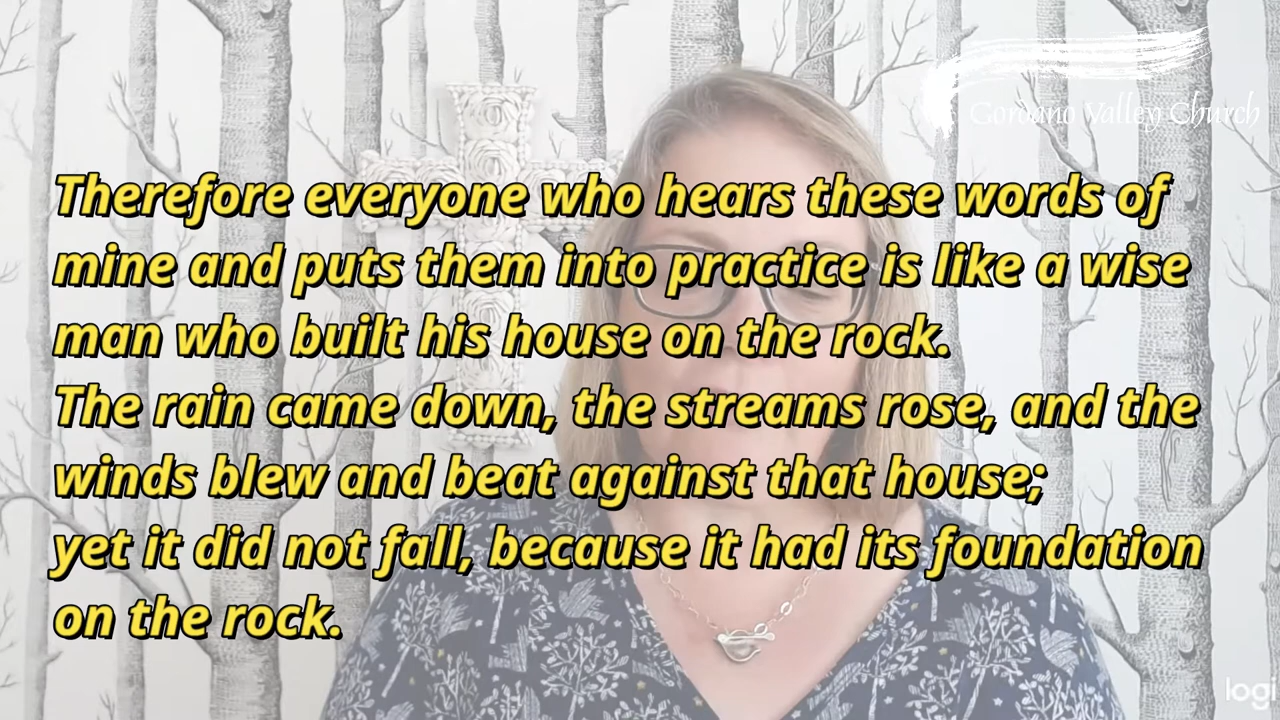 Gordano Valley Church
Therefore everyone who hears these words of
mine and puts them into practice is like a wise
man who built his house on the rock.
The rain came down, the streams rose, and the
winds blew and beat against that house;
yet it did not fall, because it had its foundation
on the rock.
logi